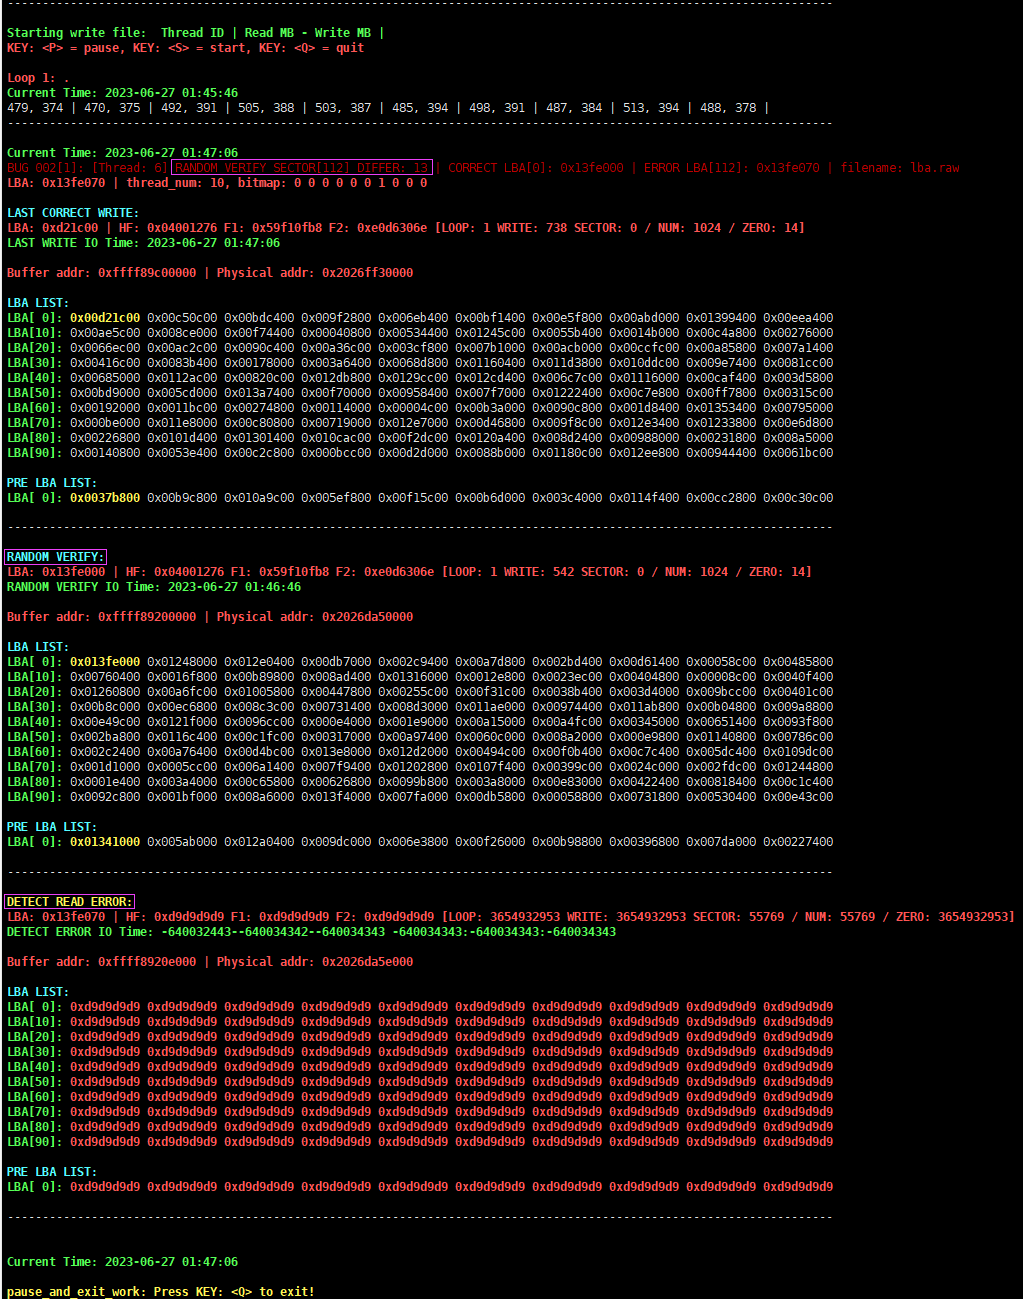 Starting write file:  Thread ID | Read MB - Write MB |
KEY: <P> = pause, KEY: <S> = start, KEY: <Q> = quit
Loop 1: .
Current Time: 2023-06-27 01:45:46
479, 374 | 470, 375 | 492, 391 | 505, 388 | 503, 387 | 485, 394 | 498, 391 | 487, 384 | 513, 394 | 488, 378 |
Current Time: 2023-06-27 01:47:06
BUG 002[1]: [Thread: 6] RANDOM VERIFY SECTOR[112] DIFFER: 13 | CORRECT LBA[0]: 0x13fe000 | ERROR LBA[112]: 0x13fe070 | filename: lba.raw
LBA: 0x13fe070 | thread_num: 10, bitmap: 0 0 0 0 0 0 1 0 0 0
LAST CORRECT WRITE:
LBA: 0xd21c00 | HF: 0x04001276 F1: 0x59f10fb8 F2: 0xe0d6306e [LOOP: 1 WRITE: 738 SECTOR: 0 / NUM: 1024 / ZERO: 14]
LAST WRITE IO Time: 2023-06-27 01:47:06
Buffer addr: 0xffff89c00000 | Physical addr: 0x2026ff30000
LBA LIST:
LBA[ 0]: 0x00d21c00 0x00c50c00 0x00bdc400 0x009f2800 0x006eb400 0x00bf1400 0x00e5f800 0x00abd000 0x01399400 0x00eea400
LBA[10]: 0x00ae5c00 0x008ce000 0x00f74400 0x00040800 0x00534400 0x01245c00 0x0055b400 0x0014b000 0x00c4a800 0x00276000
LBA[20]: 0x0066ec00 0x00ac2c00 0x0090c400 0x00a36c00 0x003cf800 0x007b1000 0x00acb000 0x00ccfc00 0x00a85800 0x007a1400
LBA[30]: 0x00416c00 0x0083b400 0x00178000 0x003a6400 0x0068d800 0x01160400 0x011d3800 0x010ddc00 0x009e7400 0x0081cc00
LBA[40]: 0x00685000 0x0112ac00 0x00820c00 0x012db800 0x0129cc00 0x012cd400 0x006c7c00 0x01116000 0x00caf400 0x003d5800
LBA[50]: 0x00bd9000 0x005cd000 0x013a7400 0x00f70000 0x00958400 0x007f7000 0x01222400 0x00c7e800 0x00ff7800 0x00315c00
LBA[60]: 0x00192000 0x0011bc00 0x00274800 0x00114000 0x00004c00 0x00b3a000 0x0090c800 0x001d8400 0x01353400 0x00795000
LBA[70]: 0x000be000 0x011e8000 0x00c80800 0x00719000 0x012e7000 0x00d46800 0x009f8c00 0x012e3400 0x01233800 0x00e6d800
LBA[80]: 0x00226800 0x0101d400 0x01301400 0x010cac00 0x00f2dc00 0x0120a400 0x008d2400 0x00988000 0x00231800 0x008a5000
LBA[90]: 0x00140800 0x0053e400 0x00c2c800 0x000bcc00 0x00d2d000 0x0088b000 0x01180c00 0x012ee800 0x00944400 0x0061bc00
PRE LBA LIST:
LBA[ 0]: 0x0037b800 0x00b9c800 0x010a9c00 0x005ef800 0x00f15c00 0x00b6d000 0x003c4000 0x0114f400 0x00cc2800 0x00c30c00
RANDOM VERIFY:
LBA: 0x13fe000 | HF: 0x04001276 F1: 0x59f10fb8 F2: 0xe0d6306e [LOOP: 1 WRITE: 542 SECTOR: 0 / NUM: 1024 / ZERO: 14]
RANDOM VERIFY IO Time: 2023-06-27 01:46:46
Buffer addr: 0xffff89200000 | Physical addr: 0x2026da50000
LBA LIST:
LBA[ 0]: 0x013fe000 0x01248000 0x012e0400 0x00db7000 0x002c9400 0x00a7d800 0x002bd400 0x00d61400 0x00058c00 0x00485800
LBA[10]: 0x00760400 0x0016f800 0x00b89800 0x008ad400 0x01316000 0x0012e800 0x0023ec00 0x00404800 0x00008c00 0x0040f400
LBA[20]: 0x01260800 0x00a6fc00 0x01005800 0x00447800 0x00255c00 0x00f31c00 0x0038b400 0x003d4000 0x009bcc00 0x00401c00
LBA[30]: 0x00b8c000 0x00ec6800 0x008c3c00 0x00731400 0x008d3000 0x011ae000 0x00974400 0x011ab800 0x00b04800 0x009a8800
LBA[40]: 0x00e49c00 0x0121f000 0x0096cc00 0x000e4000 0x001e9000 0x00a15000 0x00a4fc00 0x00345000 0x00651400 0x0093f800
LBA[50]: 0x002ba800 0x0116c400 0x00c1fc00 0x00317000 0x00a97400 0x0060c000 0x008a2000 0x000e9800 0x01140800 0x00786c00
LBA[60]: 0x002c2400 0x00a76400 0x00d4bc00 0x013e8000 0x012d2000 0x00494c00 0x00f0b400 0x00c7c400 0x005dc400 0x0109dc00
LBA[70]: 0x001d1000 0x0005cc00 0x006a1400 0x007f9400 0x01202800 0x0107f400 0x00399c00 0x0024c000 0x002fdc00 0x01244800
LBA[80]: 0x0001e400 0x003a4000 0x00c65800 0x00626800 0x0099b800 0x003a8000 0x00e83000 0x00422400 0x00818400 0x00c1c400
LBA[90]: 0x0092c800 0x001bf000 0x008a6000 0x013f4000 0x007fa000 0x00db5800 0x00058800 0x00731800 0x00530400 0x00e43c00
PRE LBA LIST:
LBA[ 0]: 0x01341000 0x005ab000 0x012a0400 0x009dc000 0x006e3800 0x00f26000 0x00b98800 0x00396800 0x007da000 0x00227400
DETECT READ ERROR:
LBA: 0x13fe070 | HF: 0xd9d9d9d9 F1: 0xd9d9d9d9 F2: 0xd9d9d9d9 [LOOP: 3654932953 WRITE: 3654932953 SECTOR: 55769 / NUM: 55769 / ZERO: 3654932953]
DETECT ERROR IO Time: -640032443--640034342--640034343 -640034343:-640034343:-640034343
Buffer addr: 0xffff8920e000 | Physical addr: 0x2026da5e000
LBA LIST:
LBA[ 0]: 0xd9d9d9d9 0xd9d9d9d9 0xd9d9d9d9 0xd9d9d9d9 0xd9d9d9d9 0xd9d9d9d9 0xd9d9d9d9 0xd9d9d9d9 0xd9d9d9d9 0xd9d9d9d9
LBA[10]: 0xd9d9d9d9 0xd9d9d9d9 0xd9d9d9d9 0xd9d9d9d9 0xd9d9d9d9 0xd9d9d9d9 0xd9d9d9d9 0xd9d9d9d9 0xd9d9d9d9 0xd9d9d9d9
LBA[20]: 0xd9d9d9d9 0xd9d9d9d9 0xd9d9d9d9 0xd9d9d9d9 0xd9d9d9d9 0xd9d9d9d9 0xd9d9d9d9 0xd9d9d9d9 0xd9d9d9d9 0xd9d9d9d9
LBA[30]: 0xd9d9d9d9 0xd9d9d9d9 0xd9d9d9d9 0xd9d9d9d9 0xd9d9d9d9 0xd9d9d9d9 0xd9d9d9d9 0xd9d9d9d9 0xd9d9d9d9 0xd9d9d9d9
LBA[40]: 0xd9d9d9d9 0xd9d9d9d9 0xd9d9d9d9 0xd9d9d9d9 0xd9d9d9d9 0xd9d9d9d9 0xd9d9d9d9 0xd9d9d9d9 0xd9d9d9d9 0xd9d9d9d9
LBA[50]: 0xd9d9d9d9 0xd9d9d9d9 0xd9d9d9d9 0xd9d9d9d9 0xd9d9d9d9 0xd9d9d9d9 0xd9d9d9d9 0xd9d9d9d9 0xd9d9d9d9 0xd9d9d9d9
LBA[60]: 0xd9d9d9d9 0xd9d9d9d9 0xd9d9d9d9 0xd9d9d9d9 0xd9d9d9d9 0xd9d9d9d9 0xd9d9d9d9 0xd9d9d9d9 0xd9d9d9d9 0xd9d9d9d9
LBA[70]: 0xd9d9d9d9 0xd9d9d9d9 0xd9d9d9d9 0xd9d9d9d9 0xd9d9d9d9 0xd9d9d9d9 0xd9d9d9d9 0xd9d9d9d9 0xd9d9d9d9 0xd9d9d9d9
LBA[80]: 0xd9d9d9d9 0xd9d9d9d9 0xd9d9d9d9 0xd9d9d9d9 0xd9d9d9d9 0xd9d9d9d9 0xd9d9d9d9 0xd9d9d9d9 0xd9d9d9d9 0xd9d9d9d9
LBA[90]: 0xd9d9d9d9 0xd9d9d9d9 0xd9d9d9d9 0xd9d9d9d9 0xd9d9d9d9 0xd9d9d9d9 0xd9d9d9d9 0xd9d9d9d9 0xd9d9d9d9 0xd9d9d9d9
PRE LBA LIST:
LBA[ 0]: 0xd9d9d9d9 0xd9d9d9d9 0xd9d9d9d9 0xd9d9d9d9 0xd9d9d9d9 0xd9d9d9d9 0xd9d9d9d9 0xd9d9d9d9 0xd9d9d9d9 0xd9d9d9d9
Current Time: 2023-06-27 01:47:06
pause_and_exit_work: Press KEY: <Q> to exit!